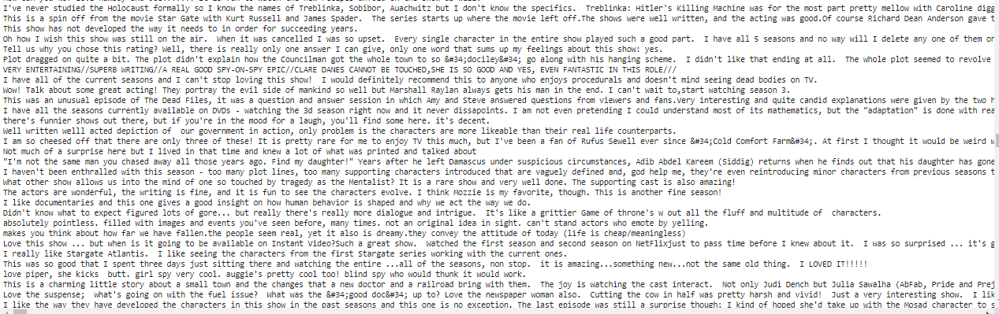 I've never studied the Holocaust formally so I know the names of Treblinka, Sobibor, Auachwitz but I don't know the specifics.  Treblinka: Hitler's Killing Machine was for the most part pretty mellow with Caroline digg
This is a spin off from the movie Star Gate with Kurt Russell and James Spader.  The series starts up where the movie left off.The shows were well written, and the acting was good.Of course Richard Dean Anderson gave t
This show has not developed the way it needs to in order for succeeding years.
Oh how I wish this show was still on the air.  When it was cancelled I was so upset.  Every single character in the entire show played such a good part.  I have all 5 seasons and no way will I delete any one of them or
Tell us why you chose this rating? Well, there is really only one answer I can give, only one word that sums up my feelings about this show: yes.
Plot dragged on quite a bit. The plot didn't explain how the Councilman got the whole town to so &#34;dociley&#34; go along with his hanging scheme.  I didn't like that ending at all.  The whole plot seemed to revolve
VERY ENTERTAINING//SUPERB WRITING//A REAL GOOD SPY-ON-SPY EPIC//CLARE DANES CANNOT BE TOUCHED,SHE IS SO GOOD AND YES, EVEN FANTASTIC IN THIS ROLE///
I have all of the current seasons and I can't stop loving this show!  I would definitely recommend this to anyone who enjoys procedurals and doesn't mind seeing dead bodies on TV.
Wow! Talk about some great acting! They portray the evil side of mankind so well but Marshall Raylan always gets his man in the end. I can't wait to,start watching season 3.
This was an unusual episode of The Dead Files, it was a question and answer session in which Amy and Steve answered questions from viewers and fans.Very interesting and quite candid explanations were given by the two h
I have all the seasons currently available on DVDs - watching the 3d season right now and it never dissapoints. I am not even pretending I could understand most of its mathematics, but the "adaptation" is done with rea
there's funnier shows out there, but if you're in the mood for a laugh, you'll find some here. it's decent.
Well written welll acted depiction of  our government in action, only problem is the characters are more likeable than their real life counterparts.
I am so cheesed off that there are only three of these! It is pretty rare for me to enjoy TV this much, but I've been a fan of Rufus Sewell ever since &#34;Cold Comfort Farm&#34;. At first I thought it would be weird w
Not much of a surprise here but I lived in that time and knew a lot of what was printed and talked about
"I'm not the same man you chased away all those years ago. Find my daughter!" Years after he left Damascus under suspicious circumstances, Adib Abdel Kareem (Siddig) returns when he finds out that his daughter has gone
I haven't been enthralled with this season - too many plot lines, too many supporting characters introduced that are vaguely defined and, god help me, they're even reintroducing minor characters from previous seasons t
What other show allows us into the mind of one so touched by tragedy as the Mentalist? It is a rare show and very well done. The supporting cast is also amazing!
The actors are wonderful, the writing is fine, and it is fun to see the characters evolve. I think Mozzie is my favorite, though. This is another fine season!
I like documentaries and this one gives a good insight on how human behavior is shaped and why we act the way we do.
Didn't know what to expect figured lots of gore... but really there's really more dialogue and intrigue.  It's like a grittier Game of throne's w out all the fluff and multitude of  characters.
absolutely pointless. filled with images and events you've seen before, many times. not an original idea in sight. can't stand actors who emote by yelling.
makes you think about how far we have fallen.the people seem real, yet it also is dreamy.they convey the attitude of today (life is cheap/meaningless)
Love this show ... but when is it going to be available on Instant Video?Such a great show.  Watched the first season and second season on NetFlixjust to pass time before I knew about it.  I was so surprised ... it's g
I really like Stargate Atlantis.  I like seeing the characters from the first Stargate series working with the current ones.
This was so good that I spent three days just sitting there and watching the entire ...all of the seasons, non stop.  it is amazing...something new...not the same old thing.  I LOVED IT!!!!!
love piper, she kicks  butt. girl spy very cool. auggie's pretty cool too! blind spy who would thunk it would work.
This is a charming little story about a small town and the changes that a new doctor and a railroad bring with them.  The joy is watching the cast interact.  Not only Judi Dench but Julia Sawalha (AbFab, Pride and Prej
Love the suspense;  what's going on with the fuel issue?  What was the &#34;good doc&#34; up to? Love the newspaper woman also.  Cutting the cow in half was pretty harsh and vivid!  Just a very interesting show.  I lik
I like the way they have developed the characters in this show in the past seasons and this one is no exception. The last episode was still a surprise though; I kind of hoped she'd take up with the Mosad character to s